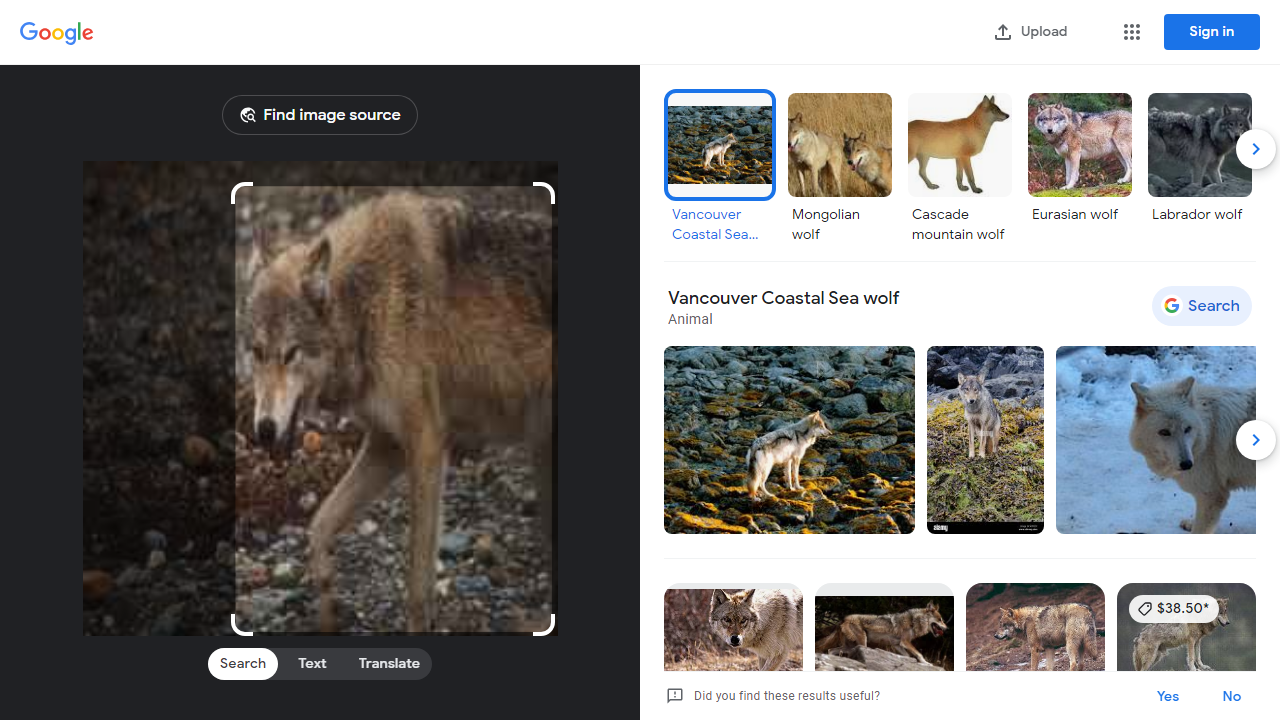 Google
Upload
Sign in
Find image source
Search
Text
Translate
Vancouver
Coastal Sea...
Mongolian
wolf
Cascade
mountain wolf
Eurasian wolf
Labrador wolf
Vancouver Coastal Sea wolf
Animal
Search
alamy
alamy
$38.50*
Did you find these results useful?
Yes
No